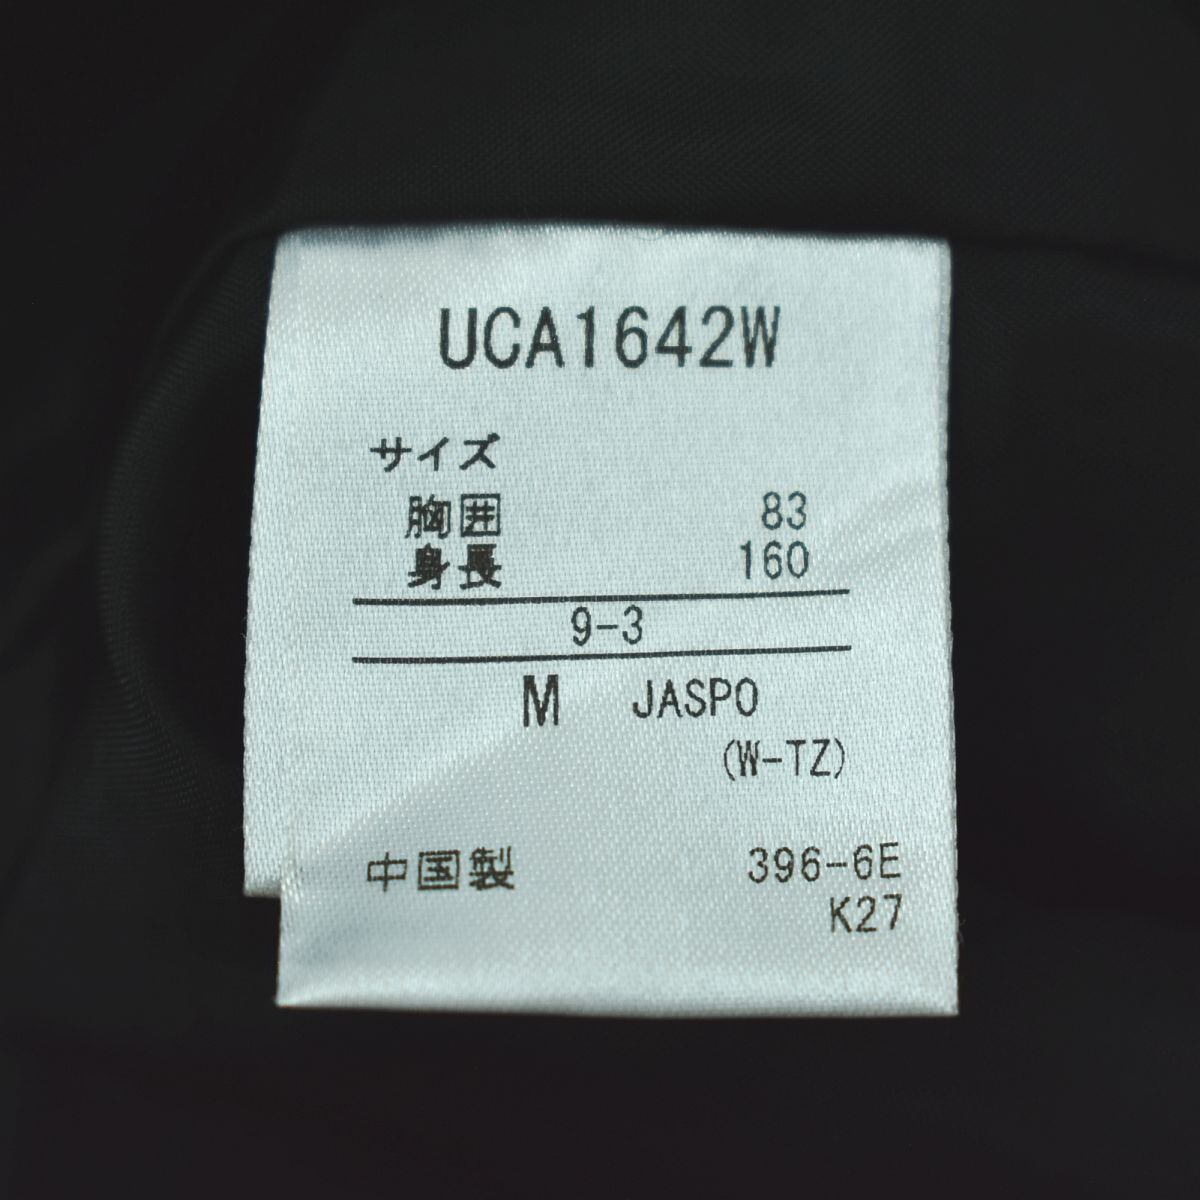 UCA1642W
サイズ
胸囲 83
身長 160
9-3
M JASPO
(W-TZ)
中国製 396-6E
K27